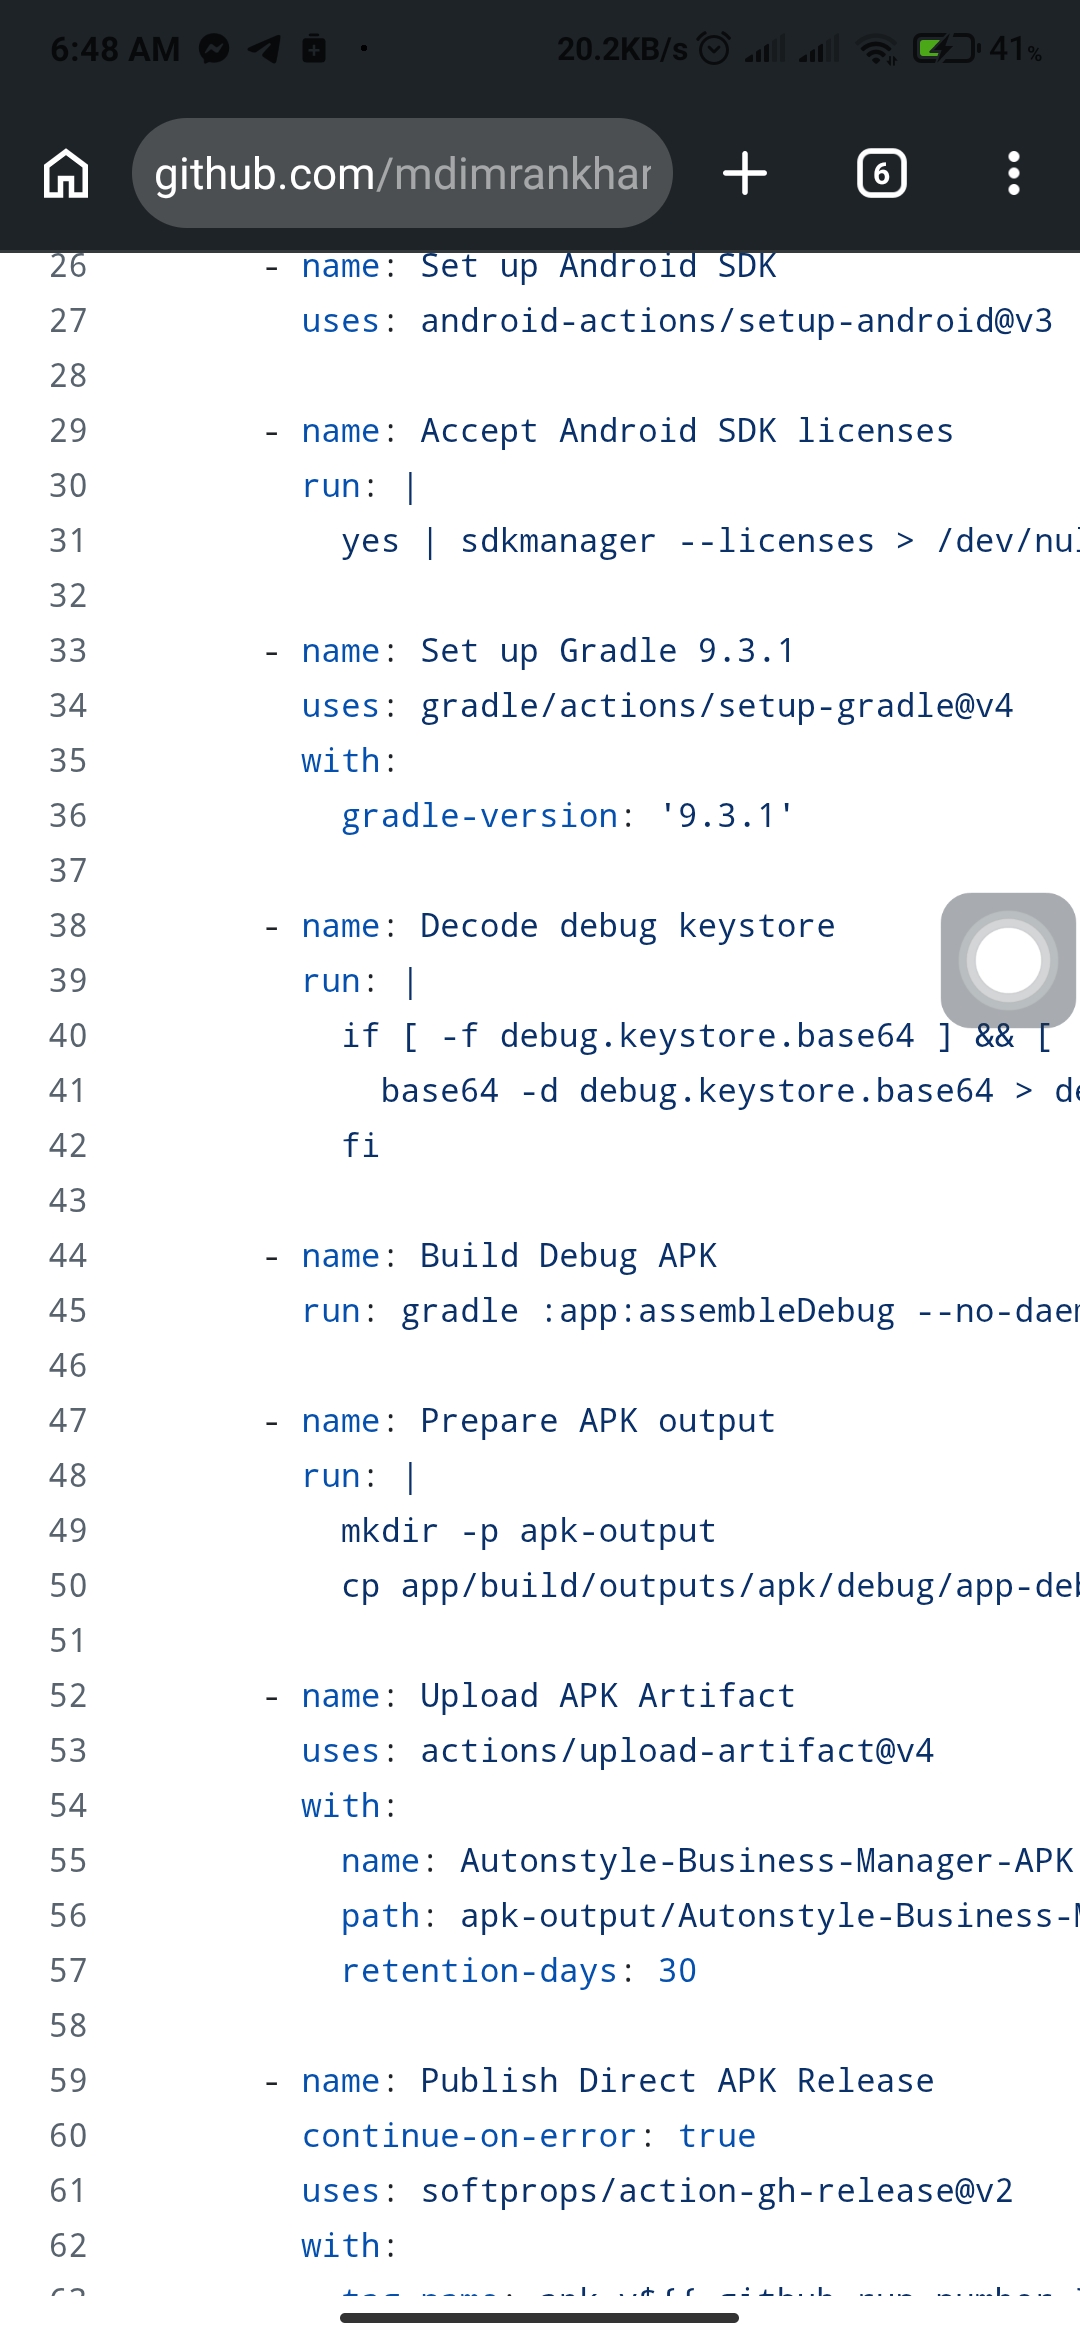 6:48 AM 20.2KB/s 41%
github.com/mdimrankhan 6
26 - name: Set up Android SDK
27 uses: android-actions/setup-android@v3
28
29 - name: Accept Android SDK licenses
30 run: |
31 yes | sdkmanager --licenses > /dev/nul
32
33 - name: Set up Gradle 9.3.1
34 uses: gradle/actions/setup-gradle@v4
35 with:
36 gradle-version: '9.3.1'
37
38 - name: Decode debug keystore
39 run: |
40 if [ -f debug.keystore.base64 ] && [
41 base64 -d debug.keystore.base64 > de
42 fi
43
44 - name: Build Debug APK
45 run: gradle :app:assembleDebug --no-daem
46
47 - name: Prepare APK output
48 run: |
49 mkdir -p apk-output
50 cp app/build/outputs/apk/debug/app-deb
51
52 - name: Upload APK Artifact
53 uses: actions/upload-artifact@v4
54 with:
55 name: Autonstyle-Business-Manager-APK
56 path: apk-output/Autonstyle-Business-M
57 retention-days: 30
58
59 - name: Publish Direct APK Release
60 continue-on-error: true
61 uses: softprops/action-gh-release@v2
62 with: